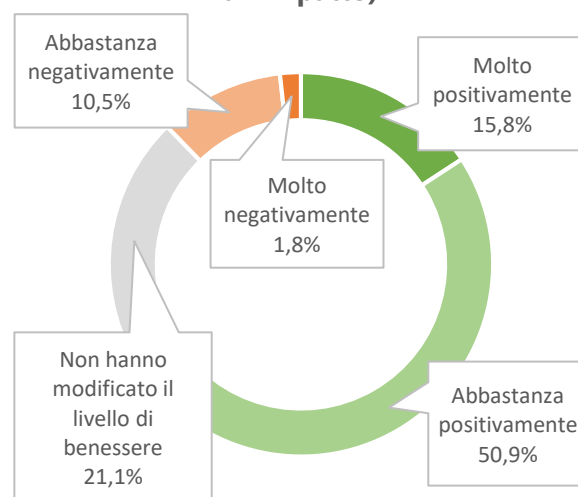 Abbastanza
negativamente
10,5%
Molto
positivamente
15,8%
Molto
negativamente
1,8%
Non hanno
modificato il
livello di
benessere
21,1%
Abbastanza
positivamente
50,9%